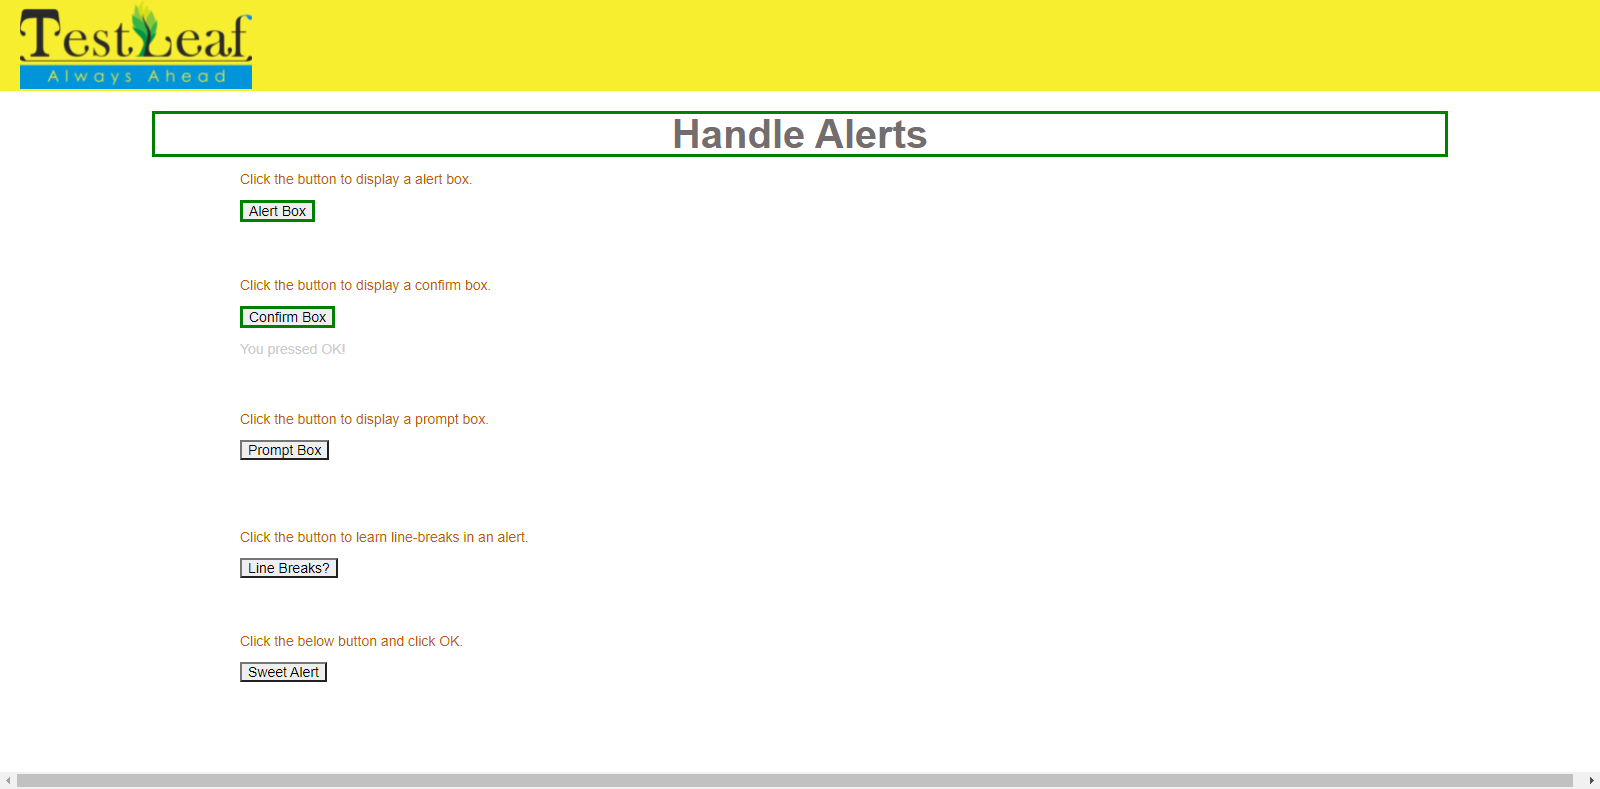 TestLeaf
Always Ahead
Handle Alerts
Click the button to display a alert box.
Alert Box
Click the button to display a confirm box.
Confirm Box
You pressed OK!
Click the button to display a prompt box.
Prompt Box
Click the button to learn line-breaks in an alert.
Line Breaks?
Click the below button and click OK.
Sweet Alert